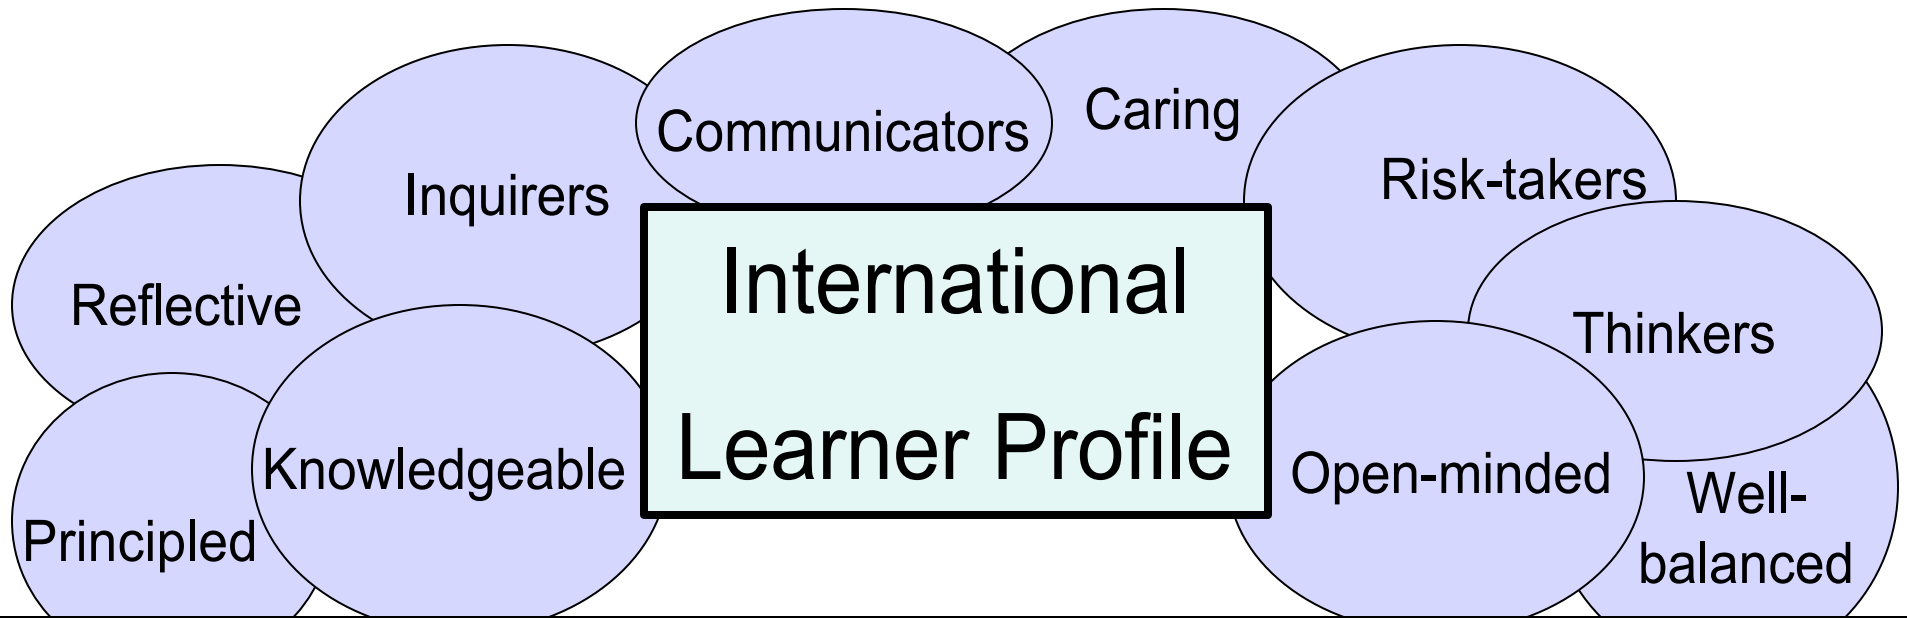 Communicators
Caring
Inquirers
Risk-takers
Reflective
International
Learner Profile
Thinkers
Knowledgeable
Open-minded
Principled
Well-
balanced